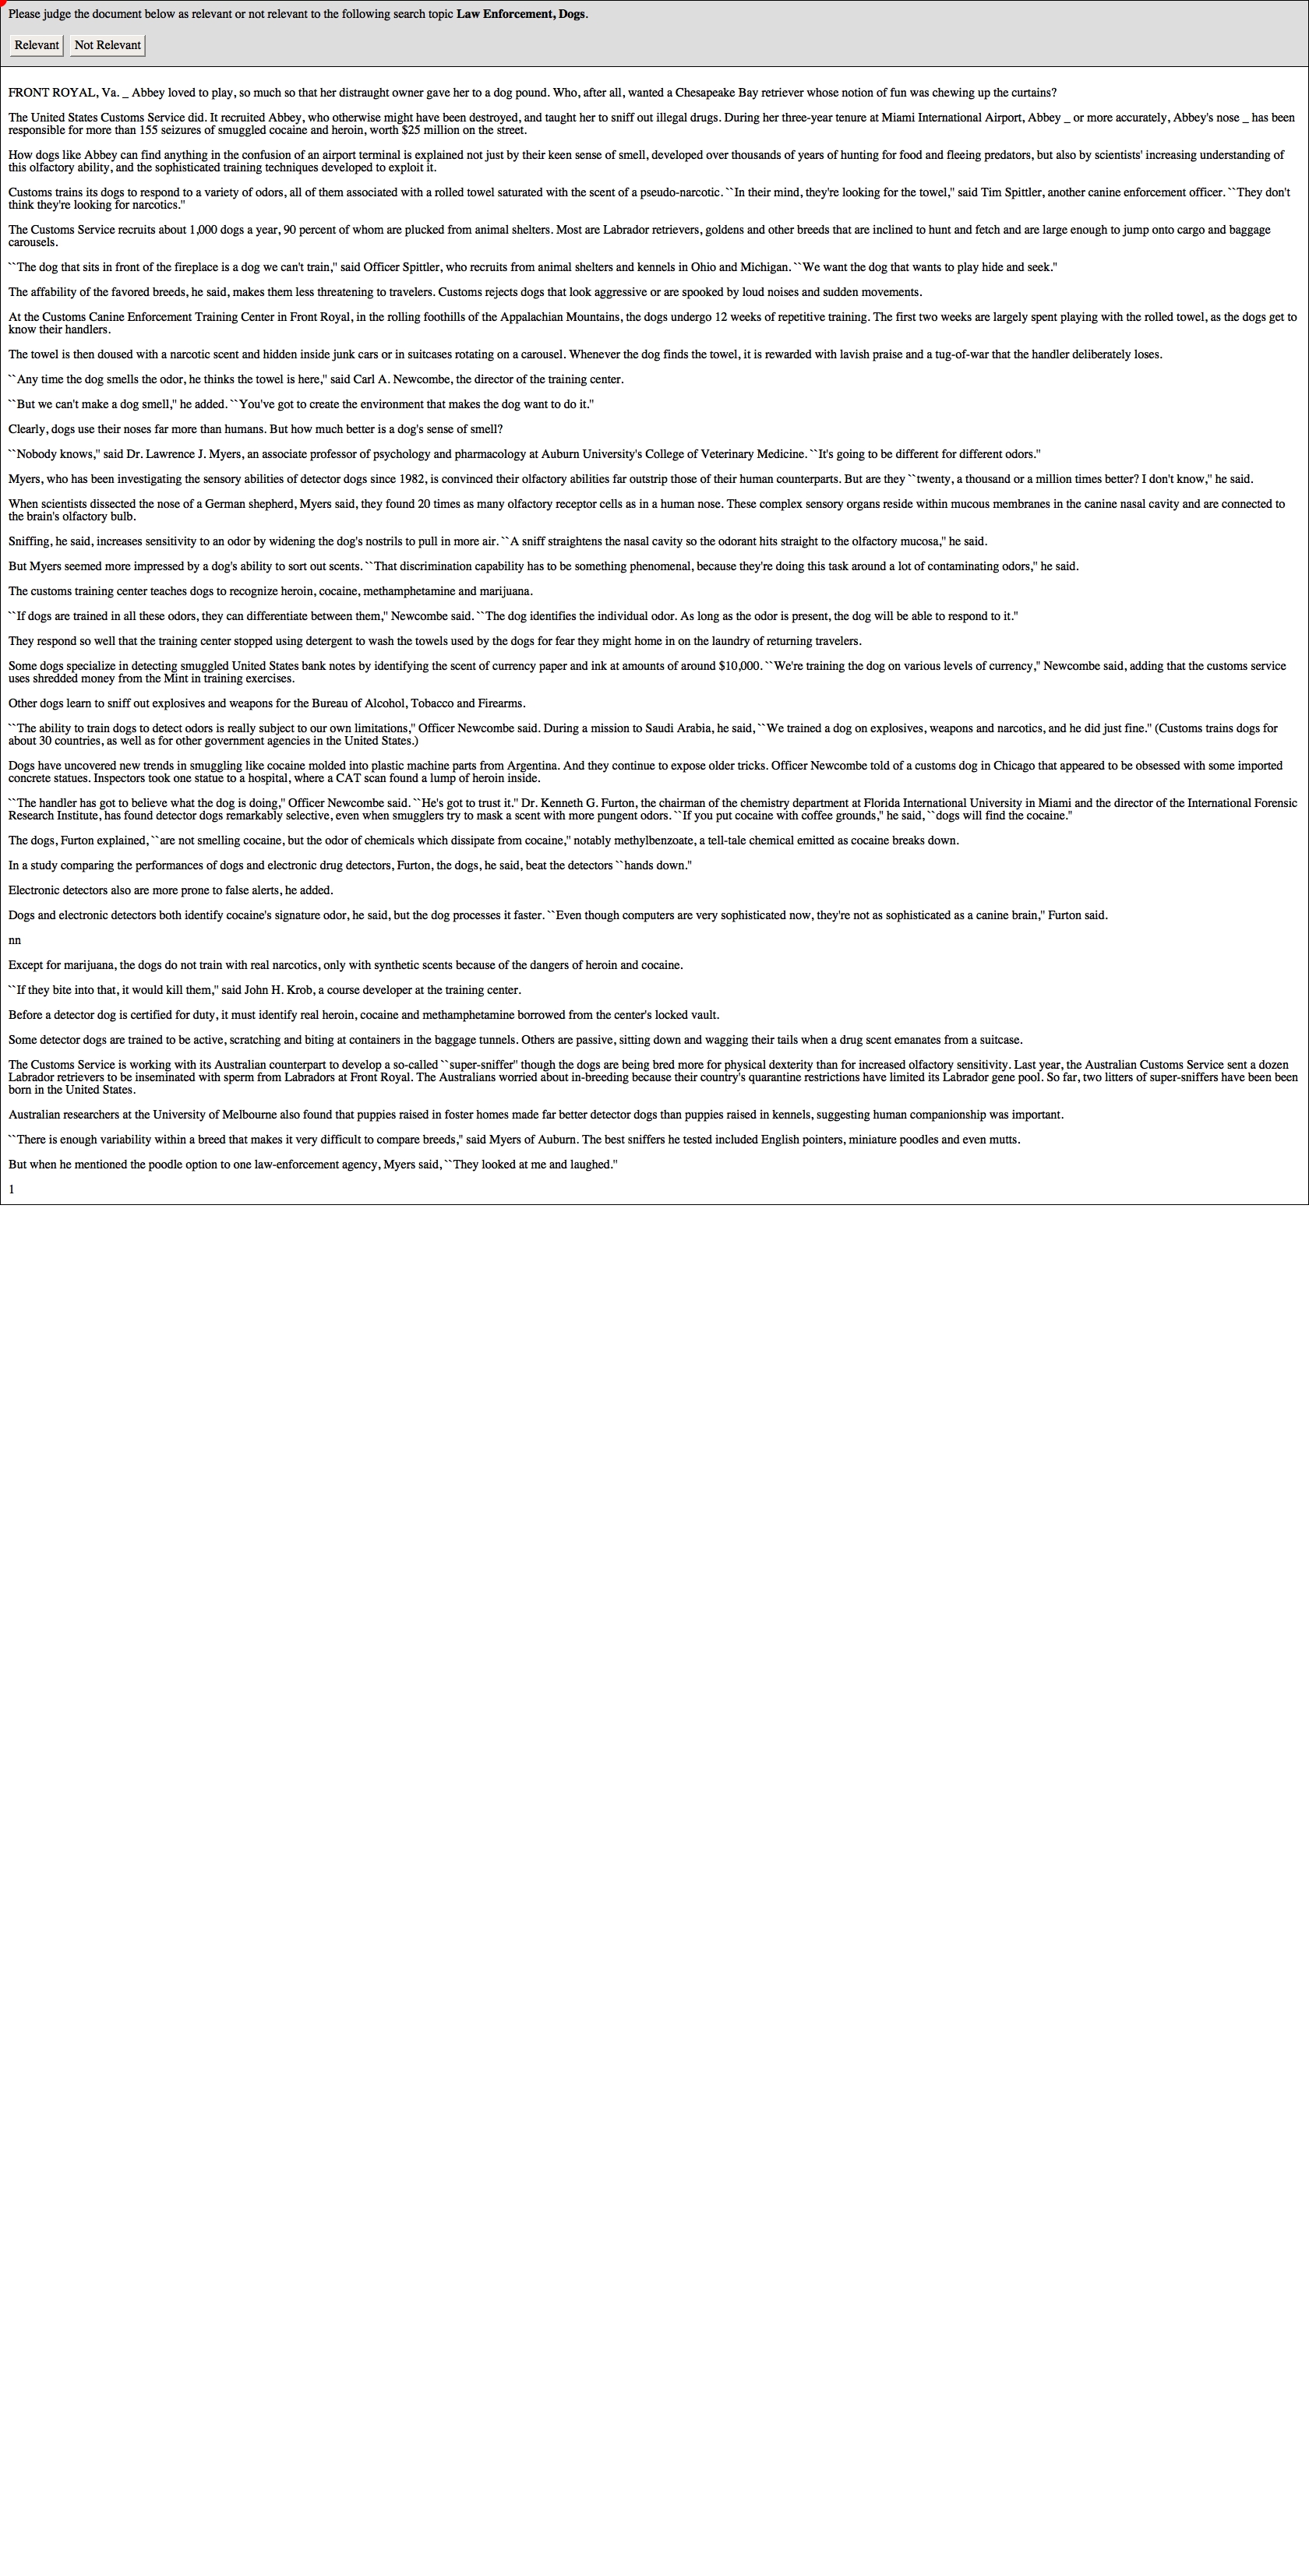 Please judge the document below as relevant or not relevant to the following search topic Law Enforcement, Dogs.
Relevant Not Relevant
FRONT ROYAL, Va. _ Abbey loved to play, so much so that her distraught owner gave her to a dog pound. Who, after all, wanted a Chesapeake Bay retriever whose notion of fun was chewing up the curtains?
The United States Customs Service did. It recruited Abbey, who otherwise might have been destroyed, and taught her to sniff out illegal drugs. During her three-year tenure at Miami International Airport, Abbey _ or more accurately, Abbey's nose _ has been
responsible for more than 155 seizures of smuggled cocaine and heroin, worth $25 million on the street.
How dogs like Abbey can find anything in the confusion of an airport terminal is explained not just by their keen sense of smell, developed over thousands of years of hunting for food and fleeing predators, but also by scientists' increasing understanding of
this olfactory ability, and the sophisticated training techniques developed to exploit it.
Customs trains its dogs to respond to a variety of odors, all of them associated with a rolled towel saturated with the scent of a pseudo-narcotic. ``In their mind, they're looking for the towel,'' said Tim Spittler, another canine enforcement officer. ``They don't
think they're looking for narcotics.''
The Customs Service recruits about 1,000 dogs a year, 90 percent of whom are plucked from animal shelters. Most are Labrador retrievers, goldens and other breeds that are inclined to hunt and fetch and are large enough to jump onto cargo and baggage
carousels.
``The dog that sits in front of the fireplace is a dog we can't train,'' said Officer Spittler, who recruits from animal shelters and kennels in Ohio and Michigan. ``We want the dog that wants to play hide and seek.''
The affability of the favored breeds, he said, makes them less threatening to travelers. Customs rejects dogs that look aggressive or are spooked by loud noises and sudden movements.
At the Customs Canine Enforcement Training Center in Front Royal, in the rolling foothills of the Appalachian Mountains, the dogs undergo 12 weeks of repetitive training. The first two weeks are largely spent playing with the rolled towel, as the dogs get to
know their handlers.
The towel is then doused with a narcotic scent and hidden inside junk cars or in suitcases rotating on a carousel. Whenever the dog finds the towel, it is rewarded with lavish praise and a tug-of-war that the handler deliberately loses.
``Any time the dog smells the odor, he thinks the towel is here,'' said Carl A. Newcombe, the director of the training center.
``But we can't make a dog smell,'' he added. ``You've got to create the environment that makes the dog want to do it.''
Clearly, dogs use their noses far more than humans. But how much better is a dog's sense of smell?
``Nobody knows,'' said Dr. Lawrence J. Myers, an associate professor of psychology and pharmacology at Auburn University's College of Veterinary Medicine. ``It's going to be different for different odors.''
Myers, who has been investigating the sensory abilities of detector dogs since 1982, is convinced their olfactory abilities far outstrip those of their human counterparts. But are they ``twenty, a thousand or a million times better? I don't know,'' he said.
When scientists dissected the nose of a German shepherd, Myers said, they found 20 times as many olfactory receptor cells as in a human nose. These complex sensory organs reside within mucous membranes in the canine nasal cavity and are connected to
the brain's olfactory bulb.
Sniffing, he said, increases sensitivity to an odor by widening the dog's nostrils to pull in more air. ``A sniff straightens the nasal cavity so the odorant hits straight to the olfactory mucosa,'' he said.
But Myers seemed more impressed by a dog's ability to sort out scents. ``That discrimination capability has to be something phenomenal, because they're doing this task around a lot of contaminating odors,'' he said.
The customs training center teaches dogs to recognize heroin, cocaine, methamphetamine and marijuana.
``If dogs are trained in all these odors, they can differentiate between them,'' Newcombe said. ``The dog identifies the individual odor. As long as the odor is present, the dog will be able to respond to it.''
They respond so well that the training center stopped using detergent to wash the towels used by the dogs for fear they might home in on the laundry of returning travelers.
Some dogs specialize in detecting smuggled United States bank notes by identifying the scent of currency paper and ink at amounts of around $10,000. ``We're training the dog on various levels of currency,'' Newcombe said, adding that the customs service
uses shredded money from the Mint in training exercises.
Other dogs learn to sniff out explosives and weapons for the Bureau of Alcohol, Tobacco and Firearms.
``The ability to train dogs to detect odors is really subject to our own limitations,'' Officer Newcombe said. During a mission to Saudi Arabia, he said, ``We trained a dog on explosives, weapons and narcotics, and he did just fine.'' (Customs trains dogs for
about 30 countries, as well as for other government agencies in the United States.)
Dogs have uncovered new trends in smuggling like cocaine molded into plastic machine parts from Argentina. And they continue to expose older tricks. Officer Newcombe told of a customs dog in Chicago that appeared to be obsessed with some imported
concrete statues. Inspectors took one statue to a hospital, where a CAT scan found a lump of heroin inside.
``The handler has got to believe what the dog is doing,'' Officer Newcombe said. ``He's got to trust it.'' Dr. Kenneth G. Furton, the chairman of the chemistry department at Florida International University in Miami and the director of the International Forensic
Research Institute, has found detector dogs remarkably selective, even when smugglers try to mask a scent with more pungent odors. ``If you put cocaine with coffee grounds,'' he said, ``dogs will find the cocaine.''
The dogs, Furton explained, ``are not smelling cocaine, but the odor of chemicals which dissipate from cocaine,'' notably methylbenzoate, a tell-tale chemical emitted as cocaine breaks down.
In a study comparing the performances of dogs and electronic drug detectors, Furton, the dogs, he said, beat the detectors ``hands down.''
Electronic detectors also are more prone to false alerts, he added.
Dogs and electronic detectors both identify cocaine's signature odor, he said, but the dog processes it faster. ``Even though computers are very sophisticated now, they're not as sophisticated as a canine brain,'' Furton said.
nn
Except for marijuana, the dogs do not train with real narcotics, only with synthetic scents because of the dangers of heroin and cocaine.
``If they bite into that, it would kill them,'' said John H. Krob, a course developer at the training center.
Before a detector dog is certified for duty, it must identify real heroin, cocaine and methamphetamine borrowed from the center's locked vault.
Some detector dogs are trained to be active, scratching and biting at containers in the baggage tunnels. Others are passive, sitting down and wagging their tails when a drug scent emanates from a suitcase.
The Customs Service is working with its Australian counterpart to develop a so-called ``super-sniffer'' though the dogs are being bred more for physical dexterity than for increased olfactory sensitivity. Last year, the Australian Customs Service sent a dozen
Labrador retrievers to be inseminated with sperm from Labradors at Front Royal. The Australians worried about in-breeding because their country's quarantine restrictions have limited its Labrador gene pool. So far, two litters of super-sniffers have been been
born in the United States.
Australian researchers at the University of Melbourne also found that puppies raised in foster homes made far better detector dogs than puppies raised in kennels, suggesting human companionship was important.
``There is enough variability within a breed that makes it very difficult to compare breeds,'' said Myers of Auburn. The best sniffers he tested included English pointers, miniature poodles and even mutts.
But when he mentioned the poodle option to one law-enforcement agency, Myers said, ``They looked at me and laughed.''
1